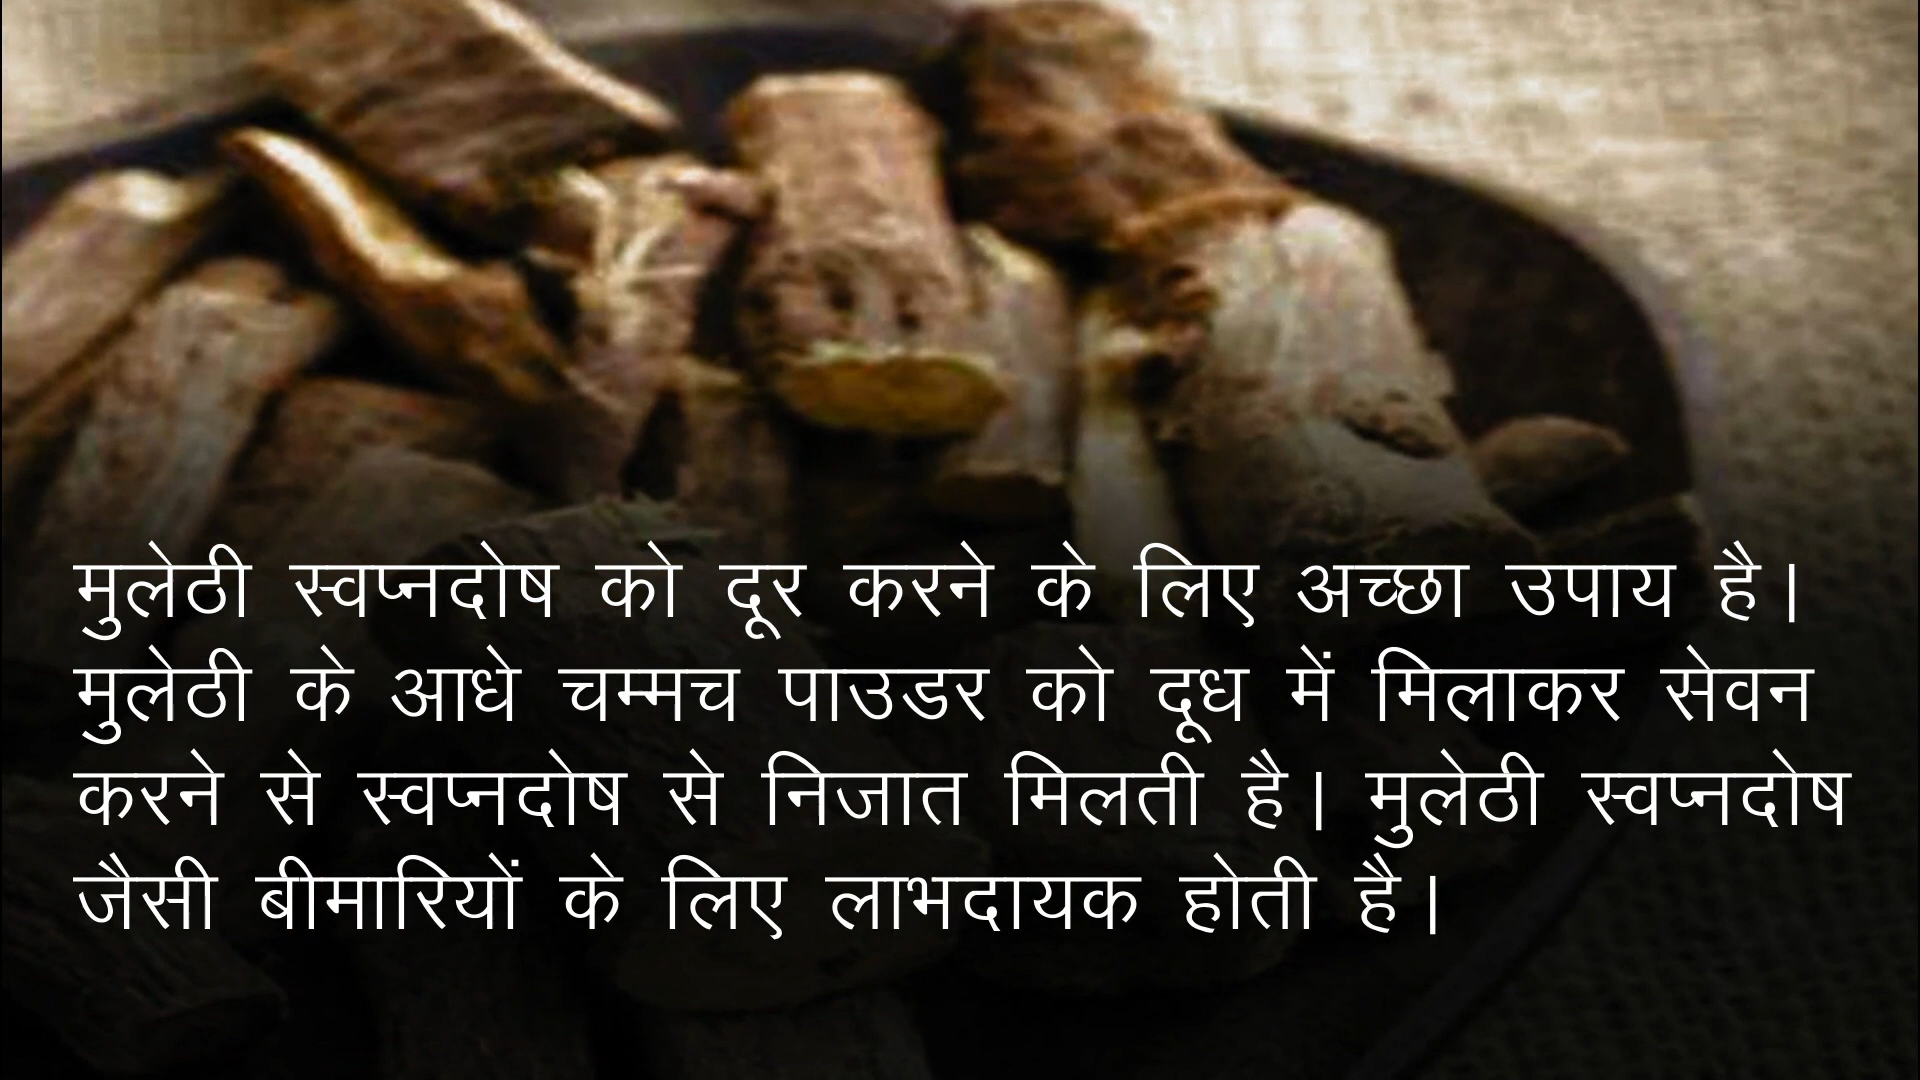 मुलेठी स्वप्नदोष को दूर करने के लिए अच्छा उपाय है।
मुलेठी के आधे चम्मच पाउडर को दूध में मिलाकर सेवन
करने से स्वप्नदोष से निजात मिलती है। मुलेठी स्वप्नदोष
जैसी बीमारियों के लिए लाभदायक होती है।